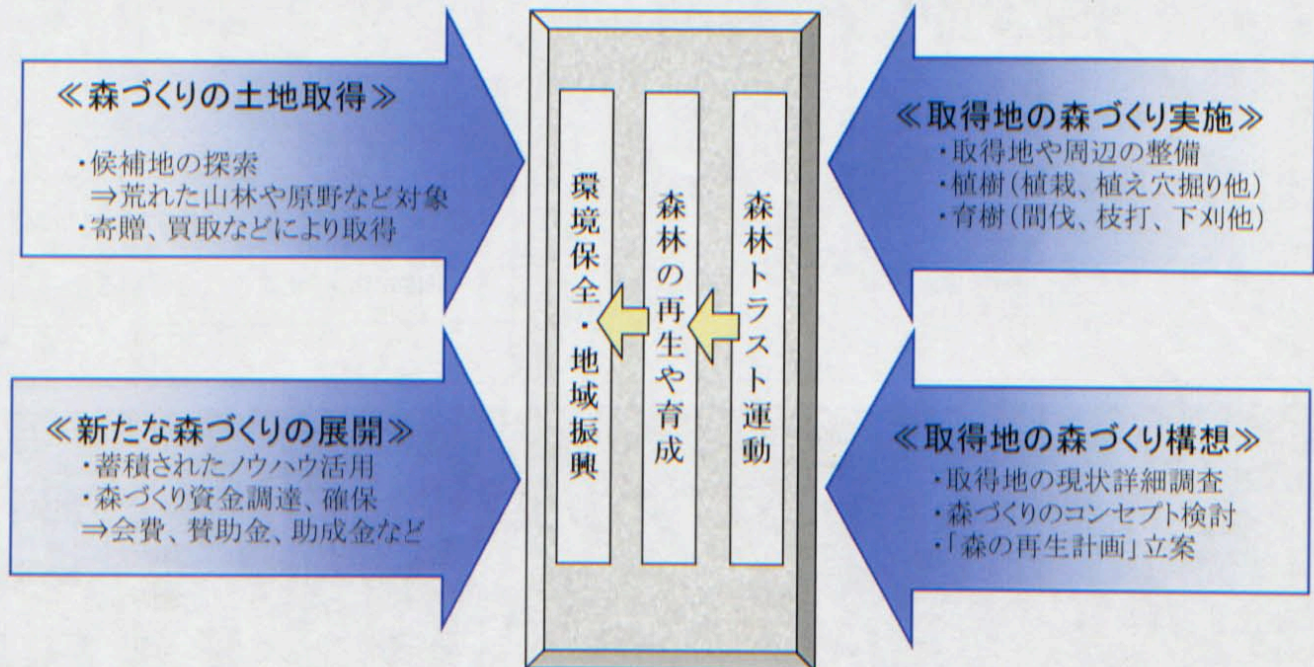 ≪森づくりの土地取得≫
・候補地の探索
⇒荒れた山林や原野など対象
・寄贈、買取などにより取得
≪新たな森づくりの展開≫
・蓄積されたノウハウ活用
・森づくり資金調達、確保
⇒会費、賛助金、助成金など
森林トラスト運動
森林の再生や育成
環境保全・地域振興
≪取得地の森づくり実施≫
・取得地や周辺の整備
・植樹(植栽、植え穴掘り他)
・育樹(間伐、枝打、下刈他)
≪取得地の森づくり構想≫
・取得地の現状詳細調査
・森づくりのコンセプト検討
・「森の再生計画」立案